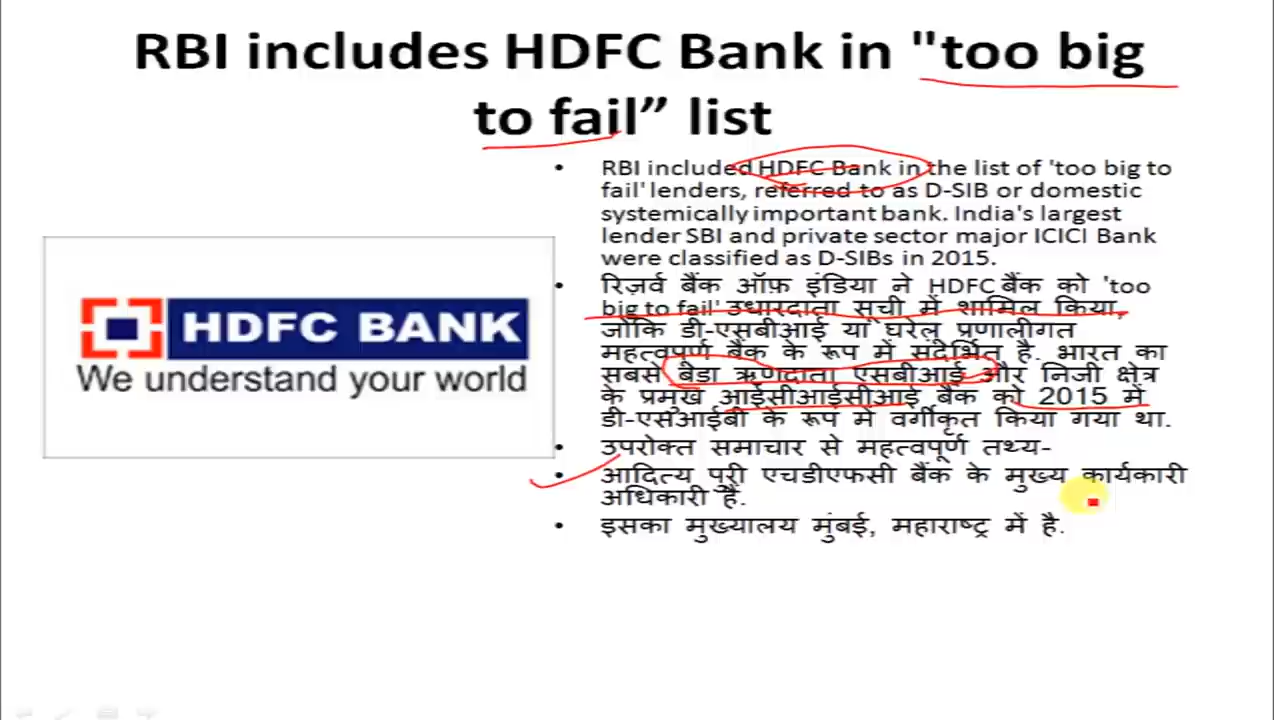 RBI includes HDFC Bank in "too big
to fail” list
• RBI included HDFC Bank in the list of 'too big to
fail' lenders, referred to as D-SIB or domestic
systemically important bank. India's largest
lender SBI and private sector major ICICI Bank
were classified as D-SIBs in 2015.
• रिज़र्व बैंक ऑफ़ इंडिया ने HDFC बैंक को 'too
big to fail' उधारदाता सूची में शामिल किया,
जोकि डी-एसबीआई या घरेलू प्रणालीगत
महत्वपूर्ण बैंक के रूप में संदर्भित है. भारत का
सबसे बड़ा ऋणदाता एसबीआई और निजी क्षेत्र
के प्रमुख आईसीआईसीआई बैंक को 2015 में
डी-एसआईबी के रूप में वर्गीकृत किया गया था.
• उपरोक्त समाचार से महत्वपूर्ण तथ्य-
• आदित्य पुरी एचडीएफसी बैंक के मुख्य कार्यकारी
अधिकारी हैं.
• इसका मुख्यालय मुंबई, महाराष्ट्र में है.
HDFC BANK
We understand your world